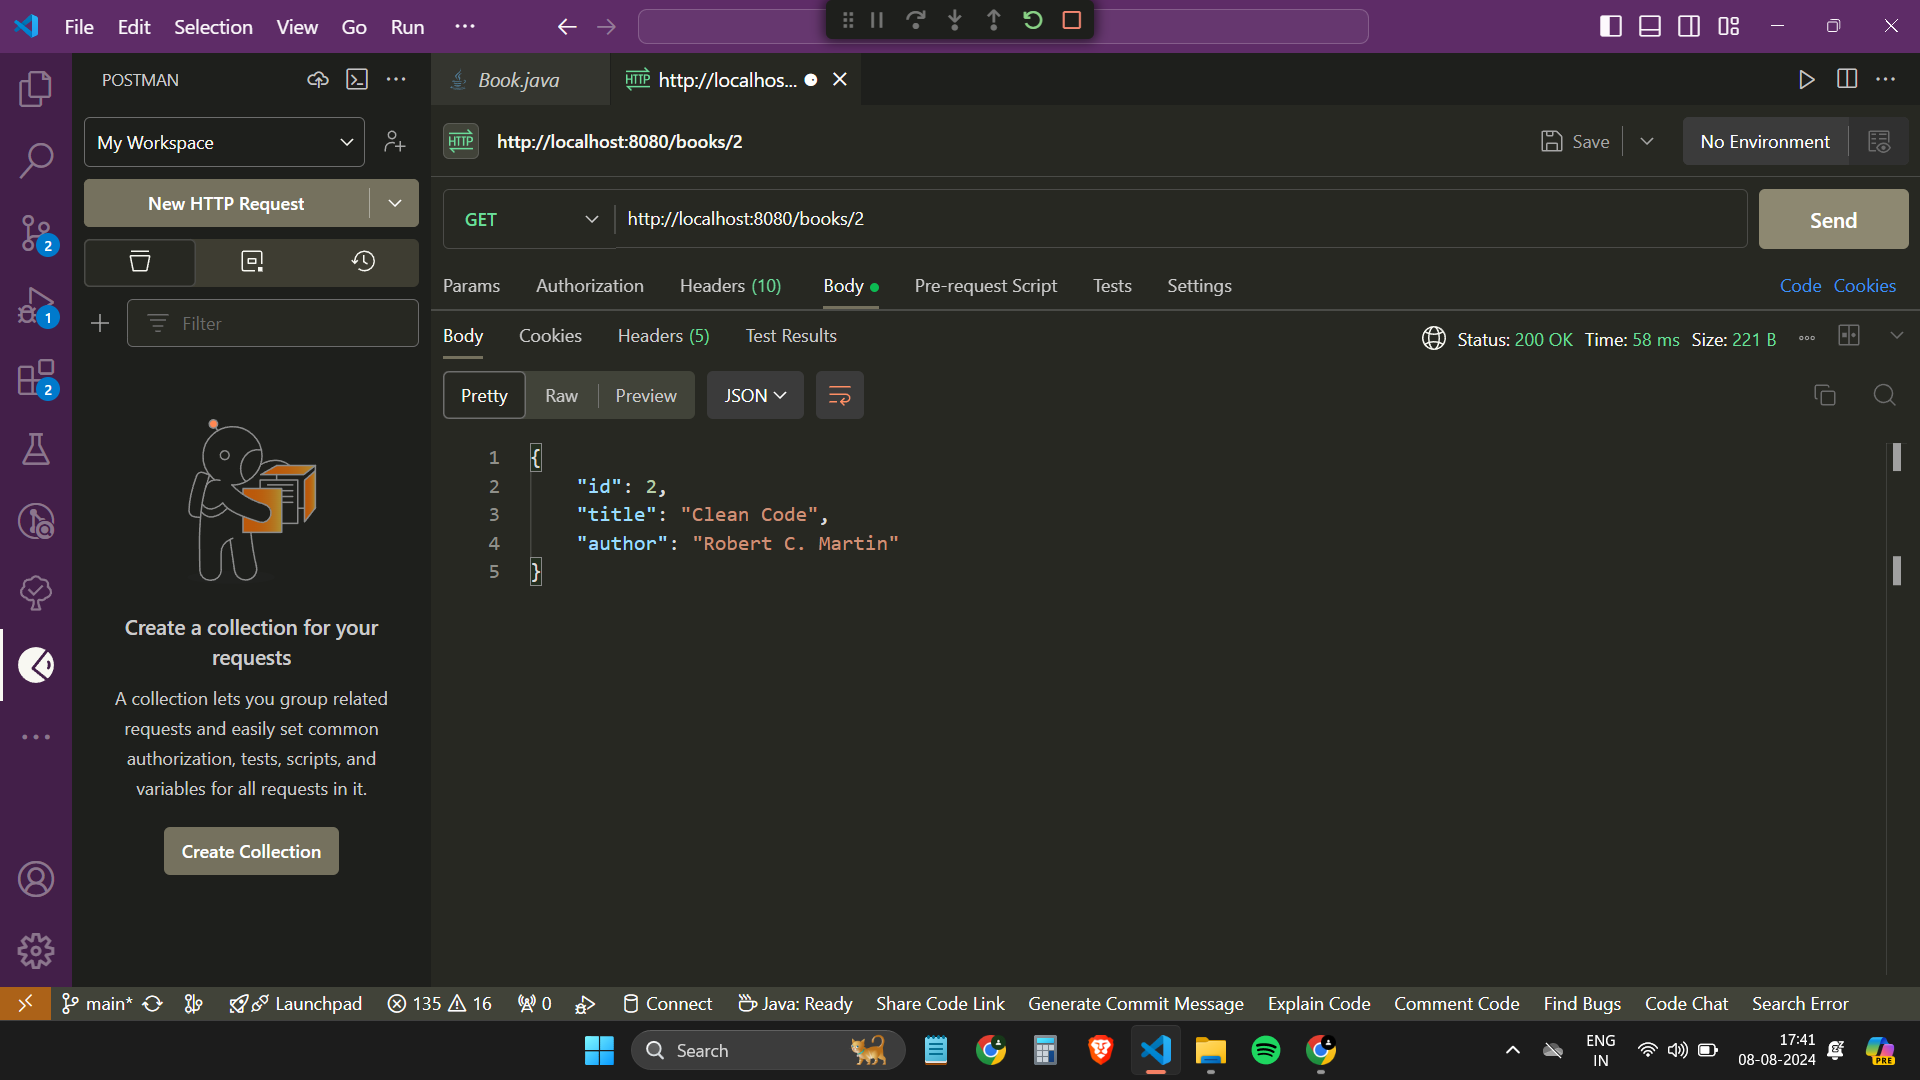 File Edit Selection View Go Run ...
POSTMAN
My Workspace
New HTTP Request
Filter
Create a collection for your
requests
A collection lets you group related
requests and easily set common
authorization, tests, scripts, and
variables for all requests in it.
Create Collection
2
1
2
Book.java
HTTP http://localhos...
HTTP http://localhost:8080/books/2
Save
No Environment
GET http://localhost:8080/books/2
Send
Params Authorization Headers (10) Body Pre-request Script Tests Settings Code Cookies
Body Cookies Headers (5) Test Results Status: 200 OK Time: 58 ms Size: 221 B
Pretty Raw Preview JSON
1 {
2 "id": 2,
3 "title": "Clean Code",
4 "author": "Robert C. Martin"
5 }
main* Launchpad 135 16 0 Connect Java: Ready Share Code Link Generate Commit Message Explain Code Comment Code Find Bugs Code Chat Search Error
Search
ENG
IN
17:41
08-08-2024
PRE